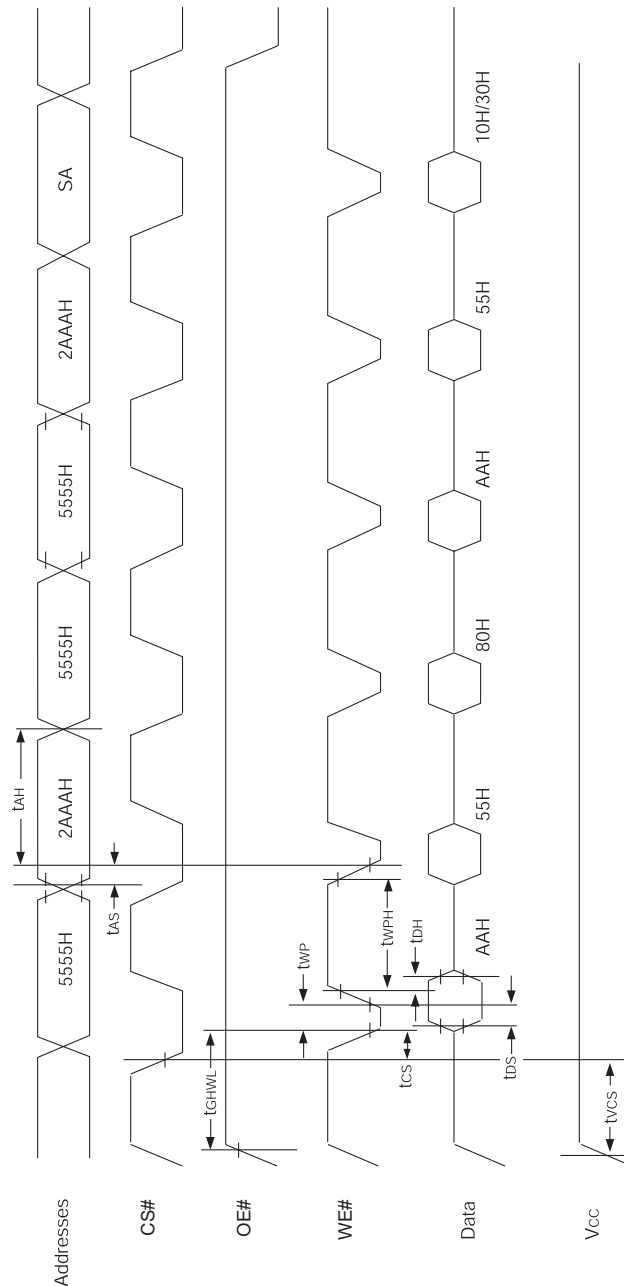 Addresses
5555H
2AAAH
5555H
5555H
2AAAH
SA
tAS
tAH
CS#
OE#
tGHWL
WE#
tWP
tWPH
tCS
tDH
Data
AAH
55H
80H
AAH
55H
10H/30H
tDS
VCC
tVCS